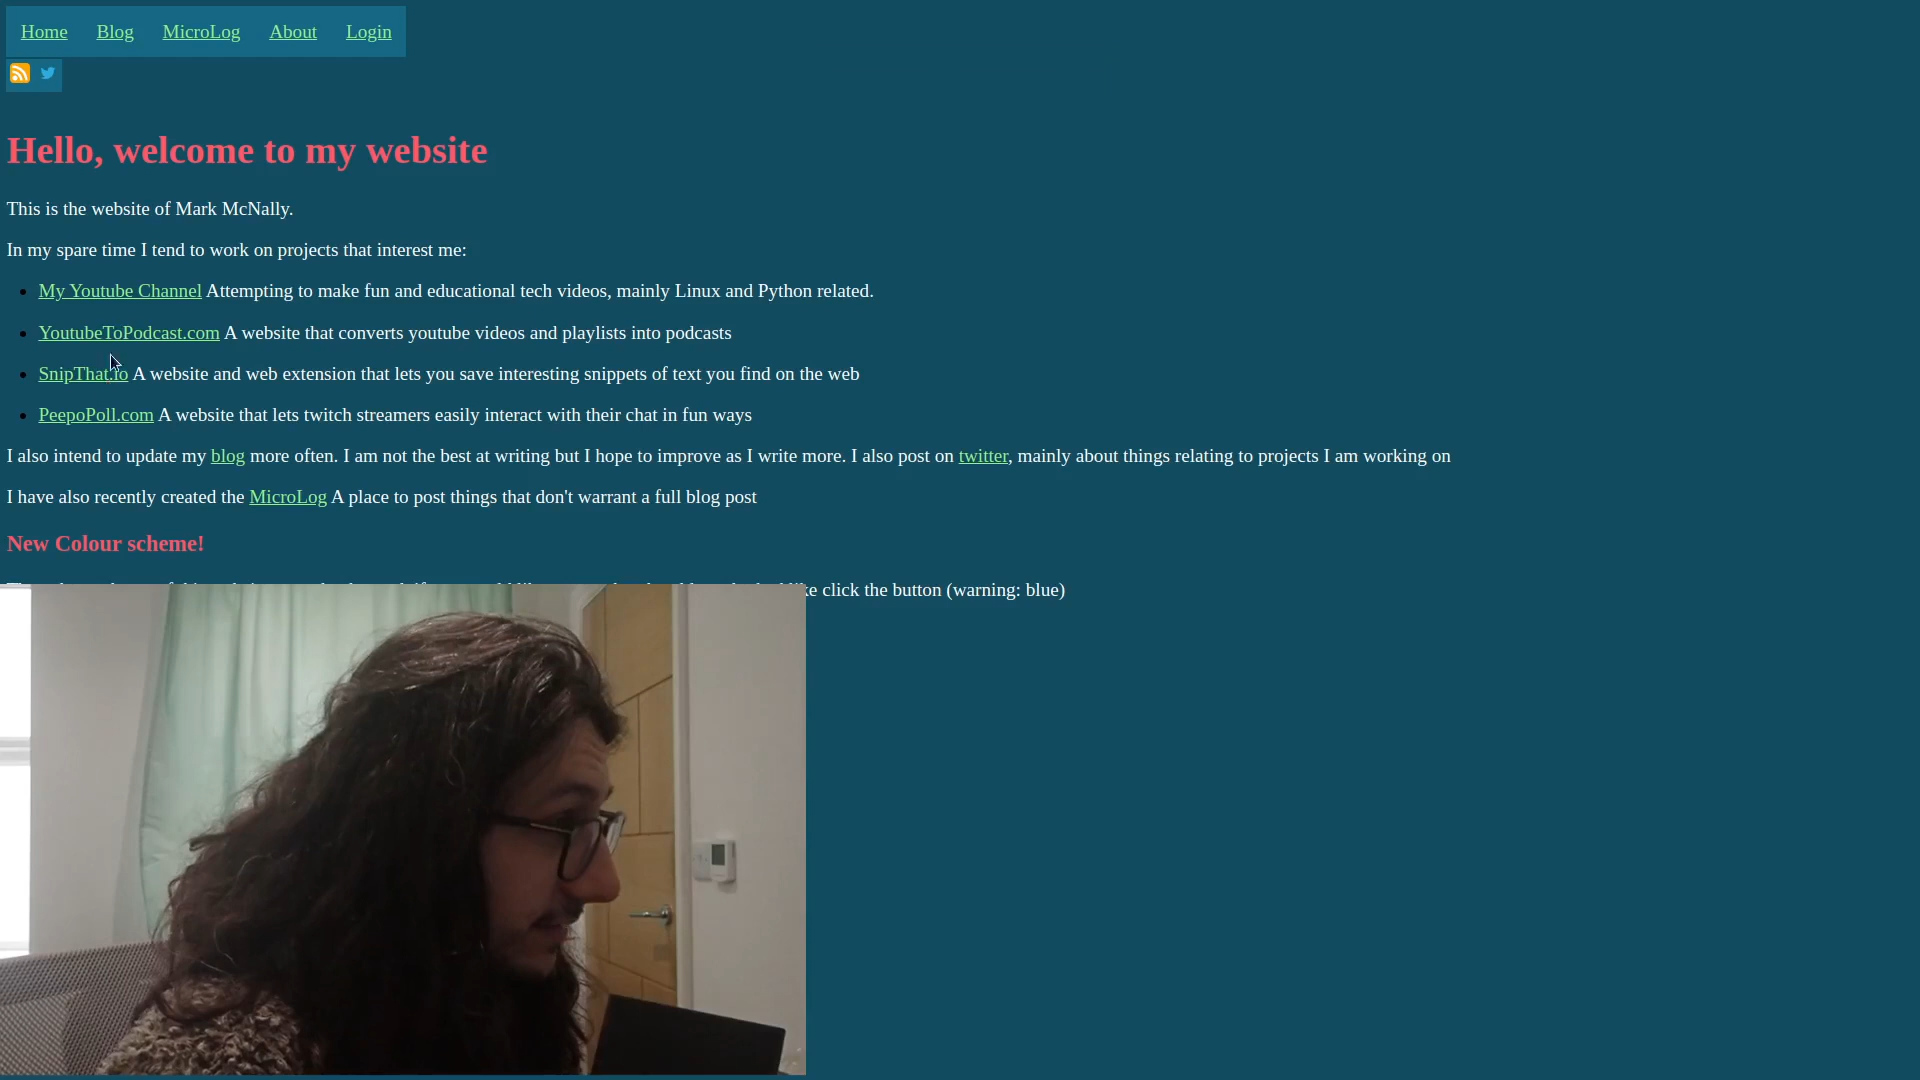 Home Blog MicroLog About Login
Hello, welcome to my website
This is the website of Mark McNally.
In my spare time I tend to work on projects that interest me:
My Youtube Channel Attempting to make fun and educational tech videos, mainly Linux and Python related.
YoutubeToPodcast.com A website that converts youtube videos and playlists into podcasts
SnipThat.io A website and web extension that lets you save interesting snippets of text you find on the web
PeepoPoll.com A website that lets twitch streamers easily interact with their chat in fun ways
I also intend to update my blog more often. I am not the best at writing but I hope to improve as I write more. I also post on twitter, mainly about things relating to projects I am working on
I have also recently created the MicroLog A place to post things that don't warrant a full blog post
New Colour scheme!
click the button (warning: blue)